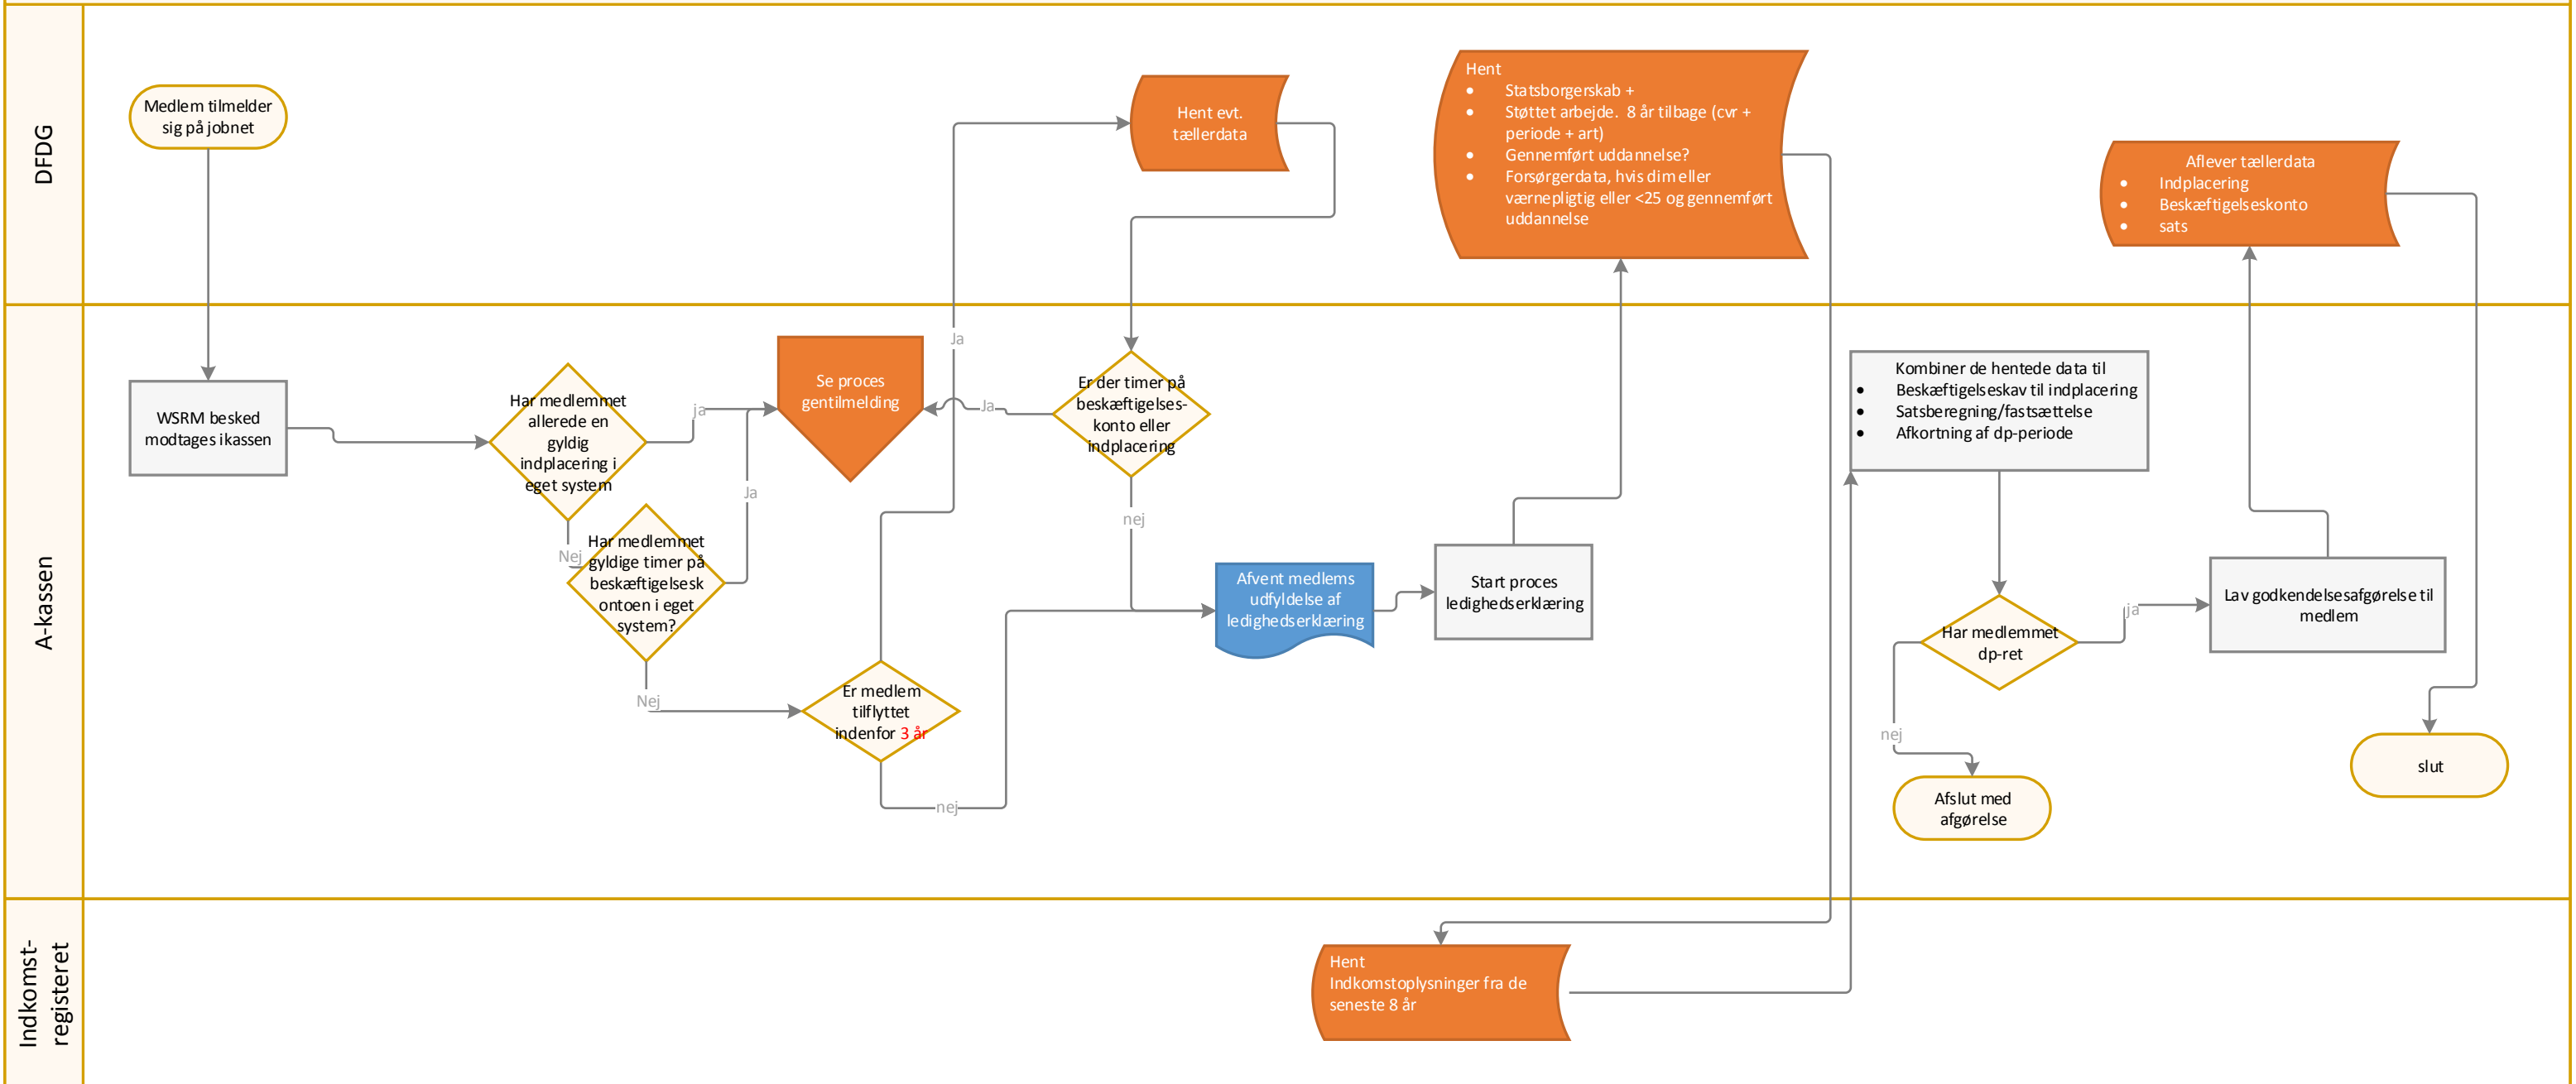 DFDG
Medlem tilmelder
sig på jobnet
Hent evt.
tællerdata
Hent
• Statsborgerskab +
• Støttet arbejde. 8 år tilbage (cvr +
periode + art)
• Gennemført uddannelse?
• Forsørgerdata, hvis dim eller
værnepligtig eller <25 og gennemført
uddannelse
Aflever tællerdata
• Indplacering
• Beskæftigelseskonto
• sats
A-kassen
WSRM besked
modtages ikassen
Har medlemmet
allerede en
gyldig
indplacering i
eget system
ja
Nej
Har medlemmet
gyldige timer på
beskæftigelsesk
ontoen i eget
system?
Ja
Nej
Se proces
gentilmelding
Er medlem
tilflyttet
indenfor 3 år
Ja
nej
Er der timer på
beskæftigelses-
konto eller
indplacering
Ja
nej
Afvent medlems
udfyldelse af
ledighedserklæring
Start proces
ledighedserklæring
Kombiner de hentede data til
• Beskæftigelseskav til indplacering
• Satsberegning/fastsættelse
• Afkortning af dp-periode
Har medlemmet
dp-ret
ja
nej
Lav godkendelsesafgørelse til
medlem
Afslut med
afgørelse
slut
Indkomst-
registeret
Hent
Indkomstoplysninger fra de
seneste 8 år